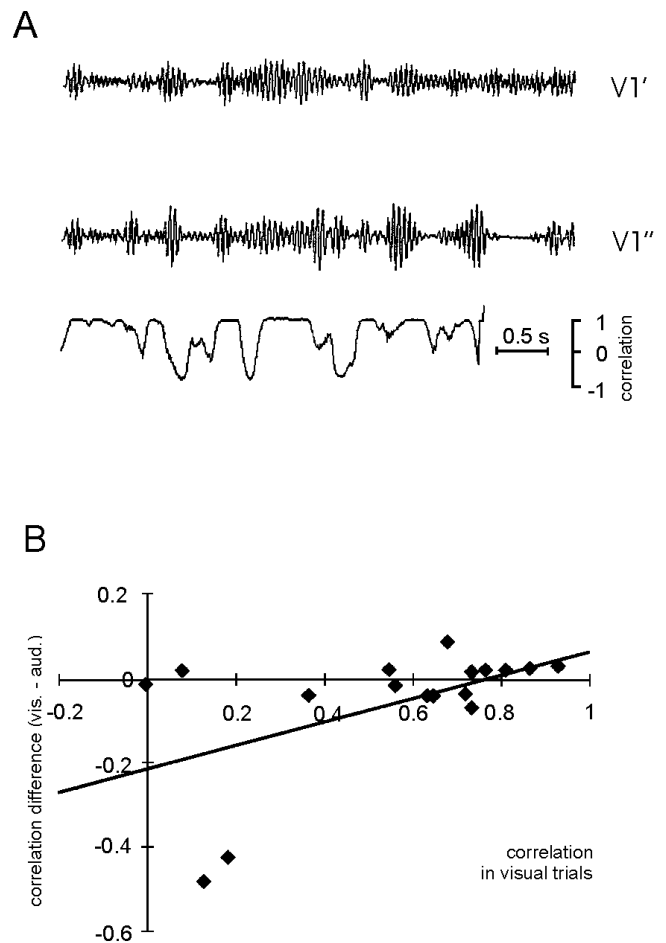 A
V1'
V1"
1
0.5 s
0
-1
correlation
B
0.2
0
-0.2
0.2
0.4
0.6
0.8
1
-0.2
-0.4
-0.6
correlation difference (vis. - aud.)
correlation
in visual trials